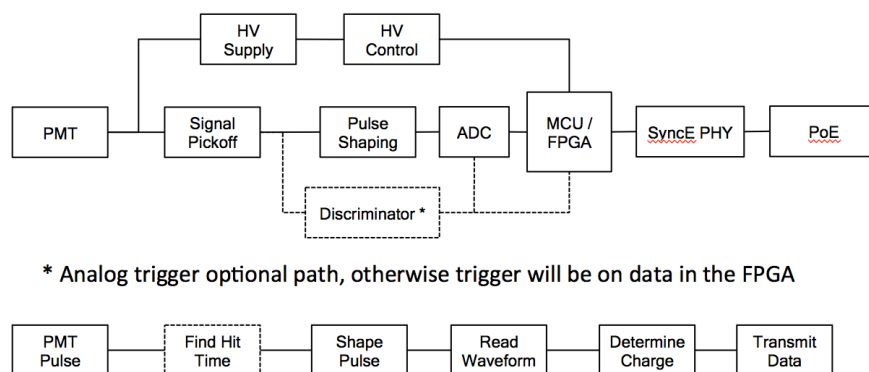 HV
Supply
HV
Control
PMT
Signal
Pickoff
Pulse
Shaping
ADC
MCU /
FPGA
SyncE PHY
PoE
Discriminator *
* Analog trigger optional path, otherwise trigger will be on data in the FPGA
PMT
Pulse
Find Hit
Time
Shape
Pulse
Read
Waveform
Determine
Charge
Transmit
Data